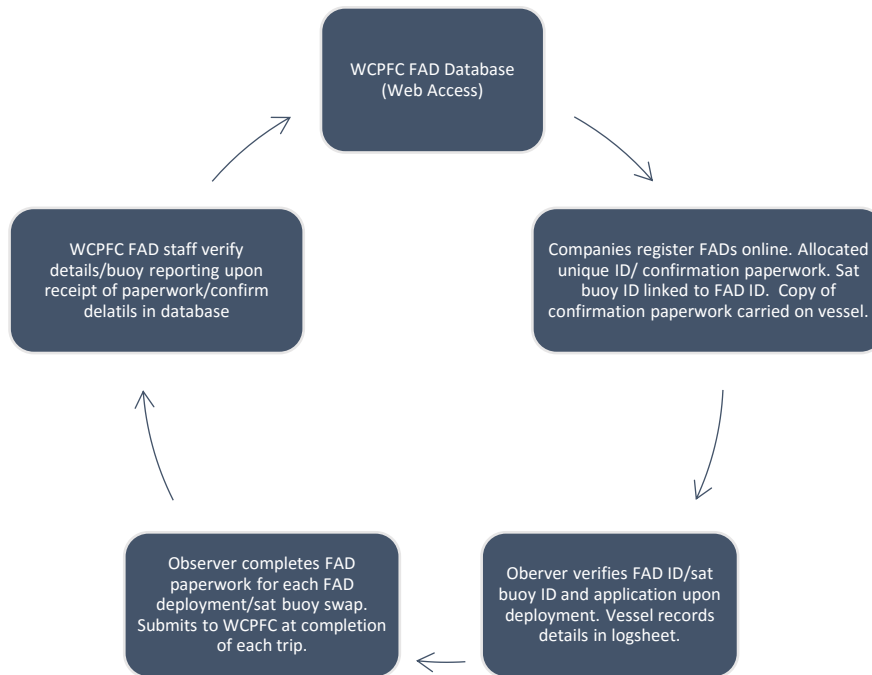 WCPFC FAD Database
(Web Access)
Companies register FADs online. Allocated
unique ID/ confirmation paperwork. Sat
buoy ID linked to FAD ID.  Copy of
confirmation paperwork carried on vessel.
Oberver verifies FAD ID/sat
buoy ID and application upon
deployment. Vessel records
details in logsheet.
Observer completes FAD
paperwork for each FAD
deployment/sat buoy swap.
Submits to WCPFC at completion
of each trip.
WCPFC FAD staff verify
details/buoy reporting upon
receipt of paperwork/confirm
delatils in database